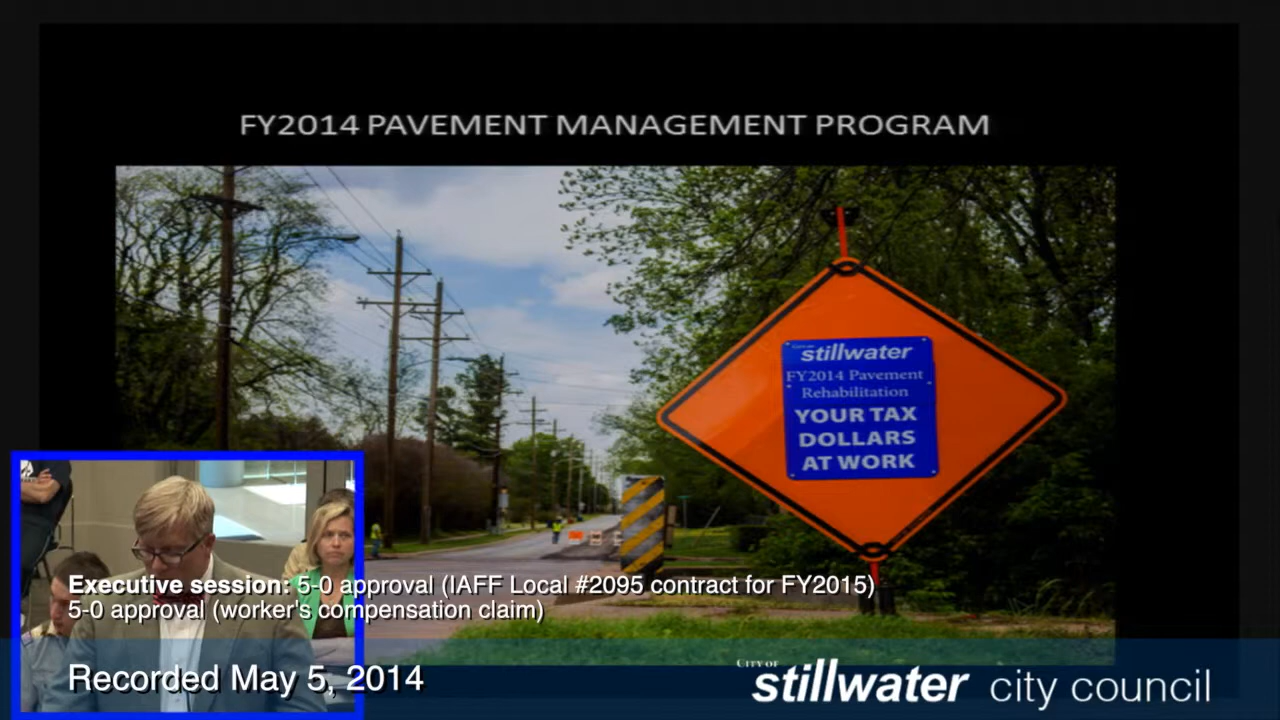 FY2014 PAVEMENT MANAGEMENT PROGRAM
stillwater
FY2014 Pavement
Rehabilitation
YOUR TAX
DOLLARS
AT WORK
Executive session: 5-0 approval (IAFF Local #2095 contract for FY2015)
5-0 approval (worker's compensation claim)
Recorded May 5, 2014
CITY OF
stillwater city council